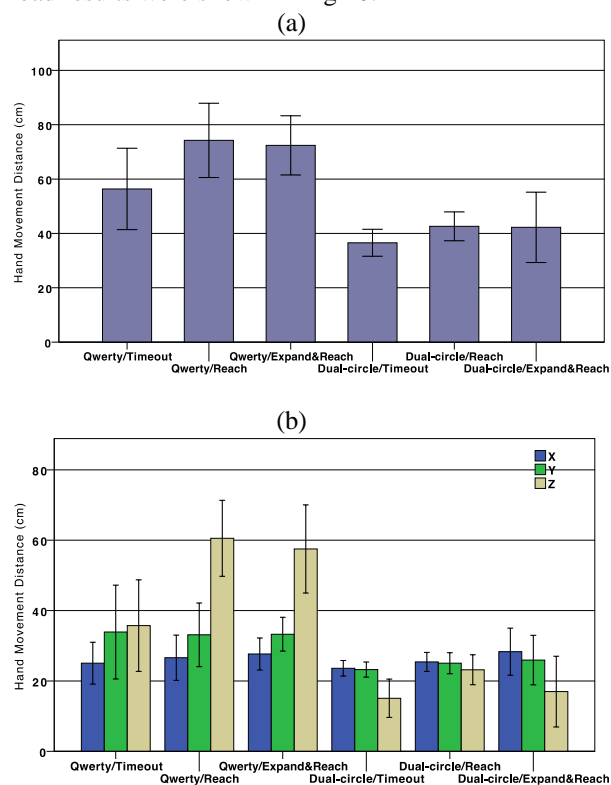 (a)
100
80
60
40
20
0
Hand Movement Distance (cm)
Qwerty/Timeout
Qwerty/Reach
Qwerty/Expand&Reach
Dual-circle/Timeout
Dual-circle/Reach
Dual-circle/Expand&Reach
(b)
X
Y
Z
80
60
40
20
0
Hand Movement Distance (cm)
Qwerty/Timeout
Qwerty/Reach
Qwerty/Expand&Reach
Dual-circle/Timeout
Dual-circle/Reach
Dual-circle/Expand&Reach